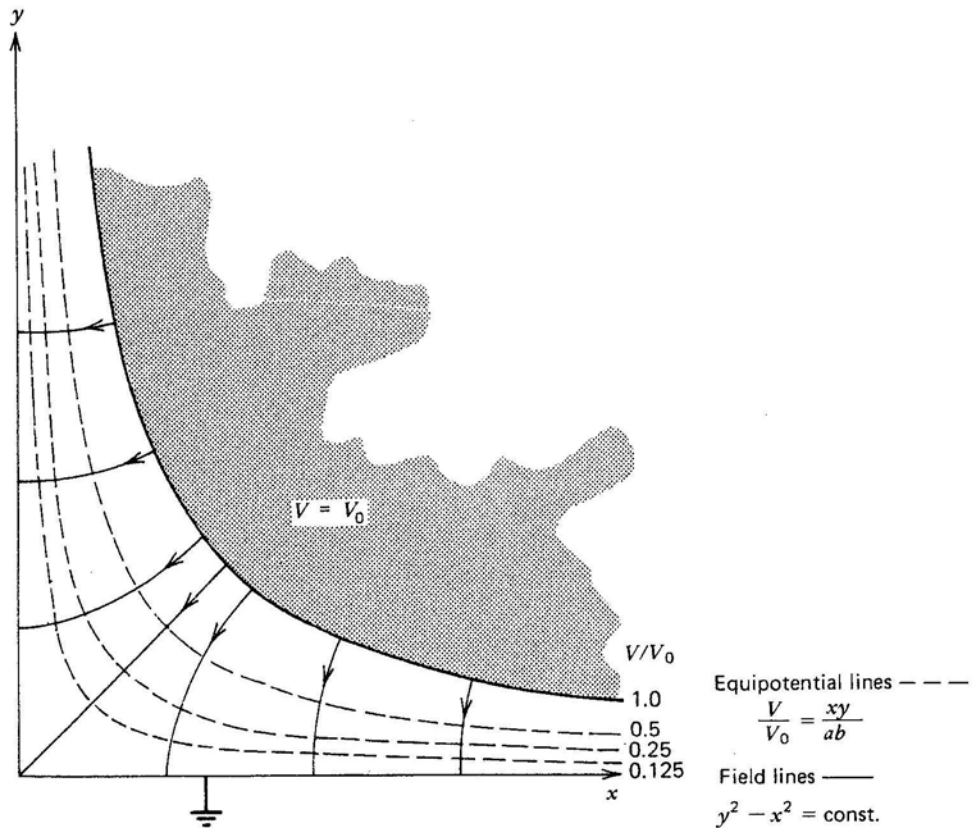 y
V = V₀
V/V₀
1.0
0.5
0.25
0.125
x
Equipotential lines
V/V₀ = xy/ab
Field lines
y² − x² = const.